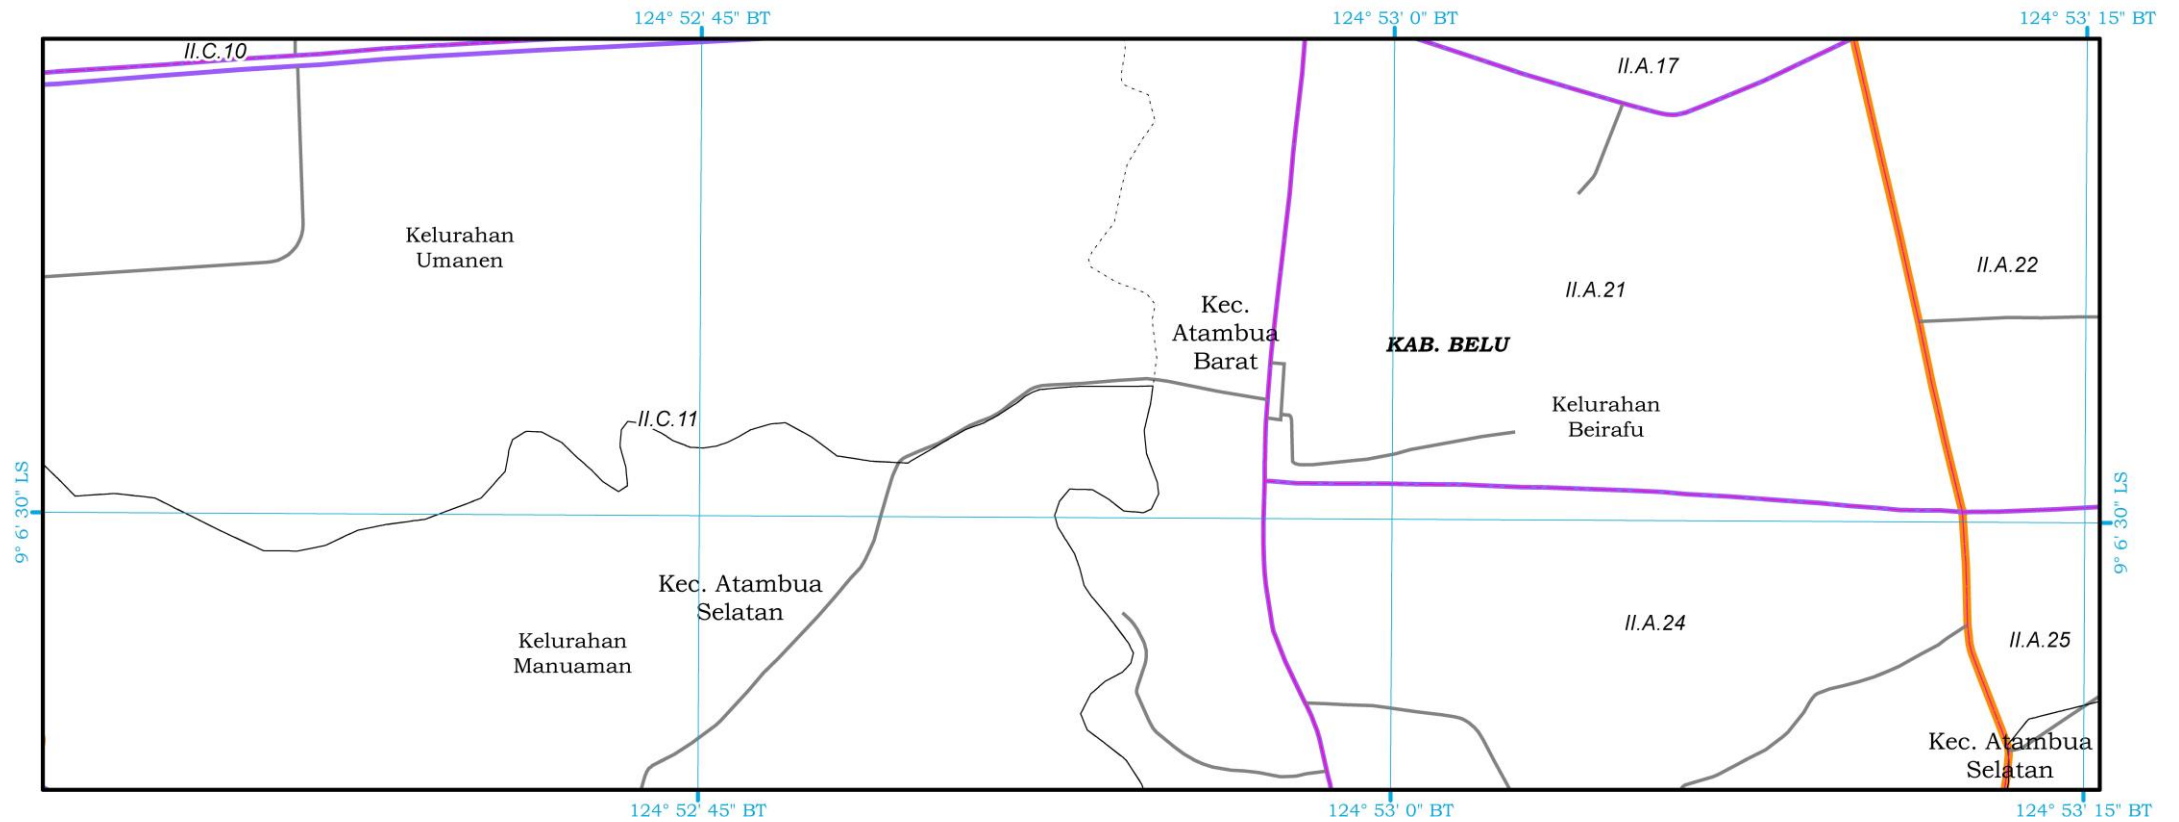 124° 52' 45" BT
124° 53' 0" BT
124° 53' 15" BT
II.C.10
II.A.17
Kelurahan
Umanen
II.A.22
II.A.21
Kec.
Atambua
Barat
KAB. BELU
Kelurahan
Beirafu
II.C.11
9° 6' 30" LS
9° 6' 30" LS
Kec. Atambua
Selatan
Kelurahan
Manuaman
II.A.24
II.A.25
Kec. Atambua
Selatan
124° 52' 45" BT
124° 53' 0" BT
124° 53' 15" BT